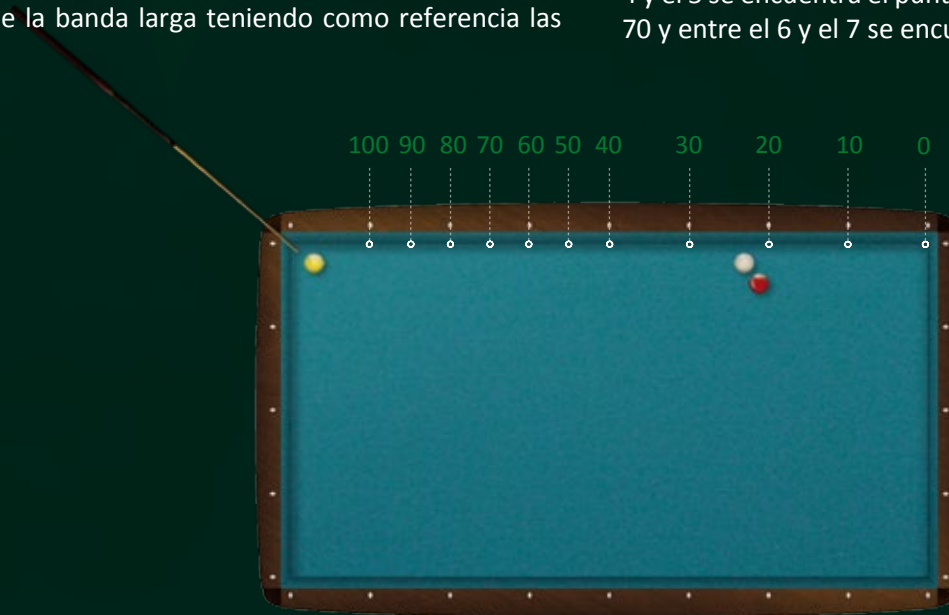 e la banda larga teniendo como referencia las
70 y entre el 6 y el 7 se encu
100 90 80 70 60 50 40 30 20 10 0